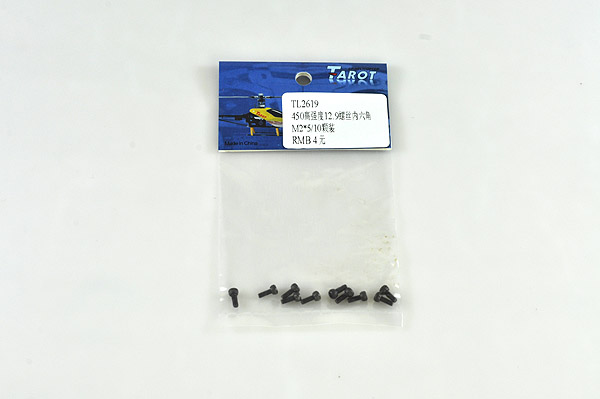 TAROT
TL2619
450高强度12.9螺丝内六角
M2*5/10颗装
RMB 4 元
Made in China